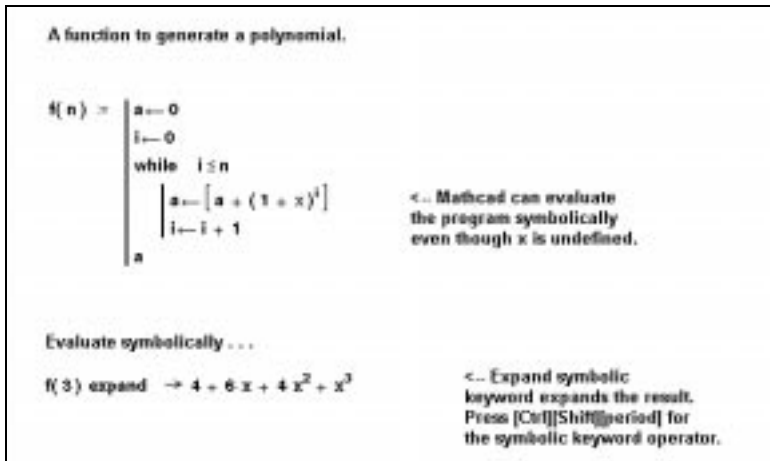 A function to generate a polynomial.
f( n ) := a ← 0
i ← 0
while i ≤ n
a ← [ a + ( 1 + x )^i ]
i ← i + 1
a
<-- Mathcad can evaluate
the program symbolically
even though x is undefined.
Evaluate symbolically . . .
f( 3 ) expand → 4 + 6 x + 4 x² + x³
<-- Expand symbolic
keyword expands the result.
Press [Ctrl][Shift][period] for
the symbolic keyword operator.